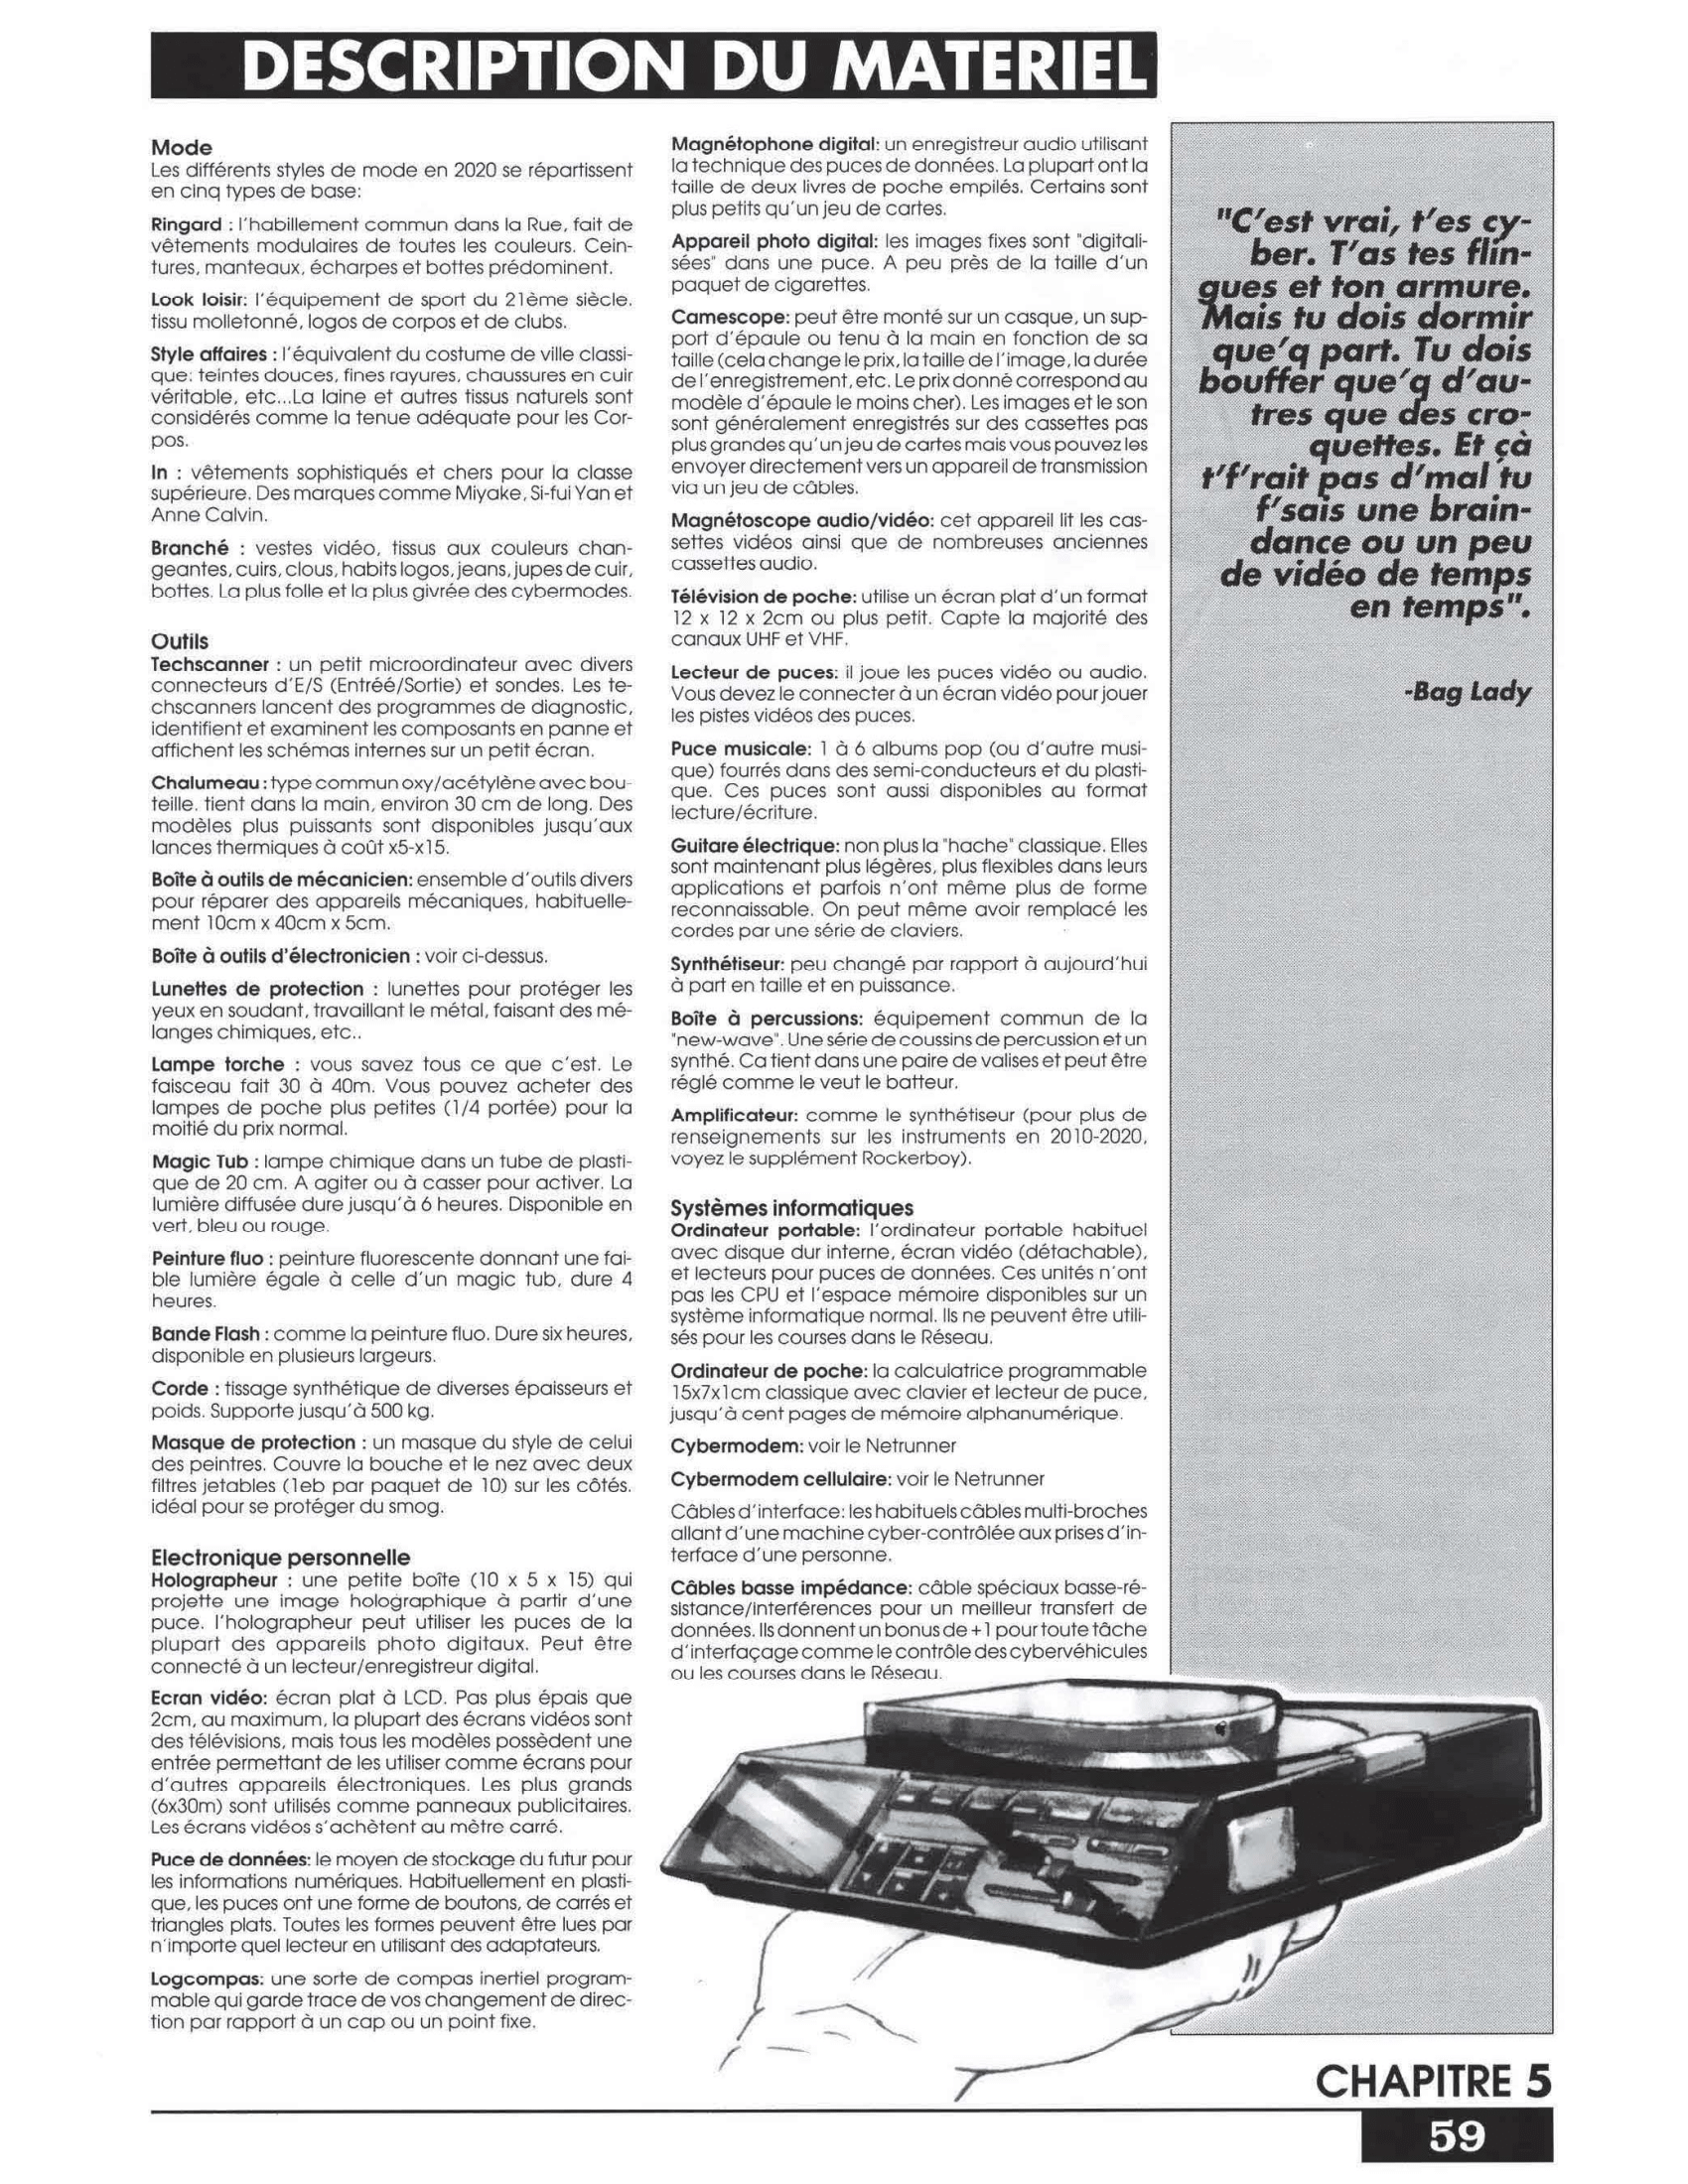 DESCRIPTION DU MATERIEL
Mode
Les différents styles de mode en 2020 se répartissent
en cinq types de base:
Ringard : l'habillement commun dans la Rue, fait de
vêtements modulaires de toutes les couleurs. Cein-
tures, manteaux, écharpes et bottes prédominent.
Look loisir: l'équipement de sport du 21ème siècle.
tissu molletonné, logos de corpos et de clubs.
Style affaires : l'équivalent du costume de ville classi-
que: teintes douces, fines rayures, chaussures en cuir
véritable, etc...La laine et autres tissus naturels sont
considérés comme la tenue adéquate pour les Cor-
pos.
In : vêtements sophistiqués et chers pour la classe
supérieure. Des marques comme Miyake, Si-fui Yan et
Anne Calvin.
Branché : vestes vidéo, tissus aux couleurs chan-
geantes, cuirs, clous, habits logos, jeans, jupes de cuir,
bottes. La plus folle et la plus givrée des cybermodes.
Outils
Techscanner : un petit microordinateur avec divers
connecteurs d'E/S (Entréé/Sortie) et sondes. Les te-
chscanners lancent des programmes de diagnostic,
identifient et examinent les composants en panne et
affichent les schémas internes sur un petit écran.
Chalumeau : type commun oxy/acétylène avec bou-
teille. tient dans la main, environ 30 cm de long. Des
modèles plus puissants sont disponibles jusqu'aux
lances thermiques à coût x5-x15.
Boîte à outils de mécanicien: ensemble d'outils divers
pour réparer des appareils mécaniques, habituelle-
ment 10cm x 40cm x 5cm.
Boîte à outils d'électronicien : voir ci-dessus.
Lunettes de protection : lunettes pour protéger les
yeux en soudant, travaillant le métal, faisant des mé-
langes chimiques, etc..
Lampe torche : vous savez tous ce que c'est. Le
faisceau fait 30 à 40m. Vous pouvez acheter des
lampes de poche plus petites (1/4 portée) pour la
moitié du prix normal.
Magic Tub : lampe chimique dans un tube de plasti-
que de 20 cm. A agiter ou à casser pour activer. La
lumière diffusée dure jusqu'à 6 heures. Disponible en
vert, bleu ou rouge.
Peinture fluo : peinture fluorescente donnant une fai-
ble lumière égale à celle d'un magic tub, dure 4
heures.
Bande Flash : comme la peinture fluo. Dure six heures,
disponible en plusieurs largeurs.
Corde : tissage synthétique de diverses épaisseurs et
poids. Supporte jusqu'à 500 kg.
Masque de protection : un masque du style de celui
des peintres. Couvre la bouche et le nez avec deux
filtres jetables (1eb par paquet de 10) sur les côtés.
idéal pour se protéger du smog.
Electronique personnelle
Holographeur : une petite boîte (10 x 5 x 15) qui
projette une image holographique à partir d'une
puce. l'holographeur peut utiliser les puces de la
plupart des appareils photo digitaux. Peut être
connecté à un lecteur/enregistreur digital.
Ecran vidéo: écran plat à LCD. Pas plus épais que
2cm, au maximum, la plupart des écrans vidéos sont
des télévisions, mais tous les modèles possèdent une
entrée permettant de les utiliser comme écrans pour
d'autres appareils électroniques. Les plus grands
(6x30m) sont utilisés comme panneaux publicitaires.
Les écrans vidéos s'achètent au mètre carré.
Puce de données: le moyen de stockage du futur pour
les informations numériques. Habituellement en plasti-
que, les puces ont une forme de boutons, de carrés et
triangles plats. Toutes les formes peuvent être lues par
n'importe quel lecteur en utilisant des adaptateurs.
Logcompas: une sorte de compas inertiel program-
mable qui garde trace de vos changement de direc-
tion par rapport à un cap ou un point fixe.
Magnétophone digital: un enregistreur audio utilisant
la technique des puces de données. La plupart ont la
taille de deux livres de poche empilés. Certains sont
plus petits qu'un jeu de cartes.
Appareil photo digital: les images fixes sont "digitali-
sées" dans une puce. A peu près de la taille d'un
paquet de cigarettes.
Camescope: peut être monté sur un casque, un sup-
port d'épaule ou tenu à la main en fonction de sa
taille (cela change le prix, la taille de l'image, la durée
de l'enregistrement, etc. Le prix donné correspond au
modèle d'épaule le moins cher). Les images et le son
sont généralement enregistrés sur des cassettes pas
plus grandes qu'un jeu de cartes mais vous pouvez les
envoyer directement vers un appareil de transmission
via un jeu de câbles.
Magnétoscope audio/vidéo: cet appareil lit les cas-
settes vidéos ainsi que de nombreuses anciennes
cassettes audio.
Télévision de poche: utilise un écran plat d'un format
12 x 12 x 2cm ou plus petit. Capte la majorité des
canaux UHF et VHF.
Lecteur de puces: il joue les puces vidéo ou audio.
Vous devez le connecter à un écran vidéo pour jouer
les pistes vidéos des puces.
Puce musicale: 1 à 6 albums pop (ou d'autre musi-
que) fourrés dans des semi-conducteurs et du plasti-
que. Ces puces sont aussi disponibles au format
lecture/écriture.
Guitare électrique: non plus la "hache" classique. Elles
sont maintenant plus légères, plus flexibles dans leurs
applications et parfois n'ont même plus de forme
reconnaissable. On peut même avoir remplacé les
cordes par une série de claviers.
Synthétiseur: peu changé par rapport à aujourd'hui
à part en taille et en puissance.
Boîte à percussions: équipement commun de la
"new-wave". Une série de coussins de percussion et un
synthé. Ca tient dans une paire de valises et peut être
réglé comme le veut le batteur.
Amplificateur: comme le synthétiseur (pour plus de
renseignements sur les instruments en 2010-2020,
voyez le supplément Rockerboy).
Systèmes informatiques
Ordinateur portable: l'ordinateur portable habituel
avec disque dur interne, écran vidéo (détachable),
et lecteurs pour puces de données. Ces unités n'ont
pas les CPU et l'espace mémoire disponibles sur un
système informatique normal. Ils ne peuvent être utili-
sés pour les courses dans le Réseau.
Ordinateur de poche: la calculatrice programmable
15x7x1cm classique avec clavier et lecteur de puce,
jusqu'à cent pages de mémoire alphanumérique.
Cybermodem: voir le Netrunner
Cybermodem cellulaire: voir le Netrunner
Câbles d'interface: les habituels câbles multi-broches
allant d'une machine cyber-contrôlée aux prises d'in-
terface d'une personne.
Câbles basse impédance: câble spéciaux basse-ré-
sistance/interférences pour un meilleur transfert de
données. Ils donnent un bonus de +1 pour toute tâche
d'interfaçage comme le contrôle des cybervéhicules
ou les courses dans le Réseau.
"C'est vrai, t'es cy-
ber. T'as tes flin-
gues et ton armure.
Mais tu dois dormir
que'q part. Tu dois
bouffer que'q d'au-
tres que des cro-
quettes. Et çà
t'f'rait pas d'mal tu
f'sais une brain-
dance ou un peu
de vidéo de temps
en temps".
-Bag Lady
CHAPITRE 5
59